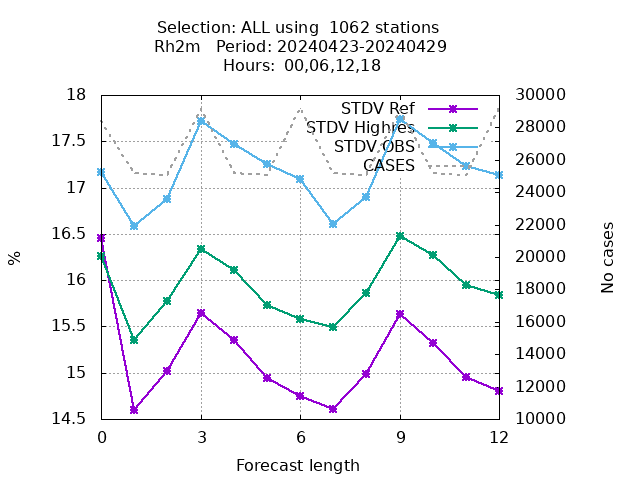 Selection: ALL using  1062 stations
Rh2m   Period: 20240423-20240429
Hours:  00,06,12,18
STDV Ref
STDV Highres
STDV OBS
CASES
18
17.5
17
16.5
16
15.5
15
14.5
30000
28000
26000
24000
22000
20000
18000
16000
14000
12000
10000
%
No cases
0 3 6 9 12
Forecast length